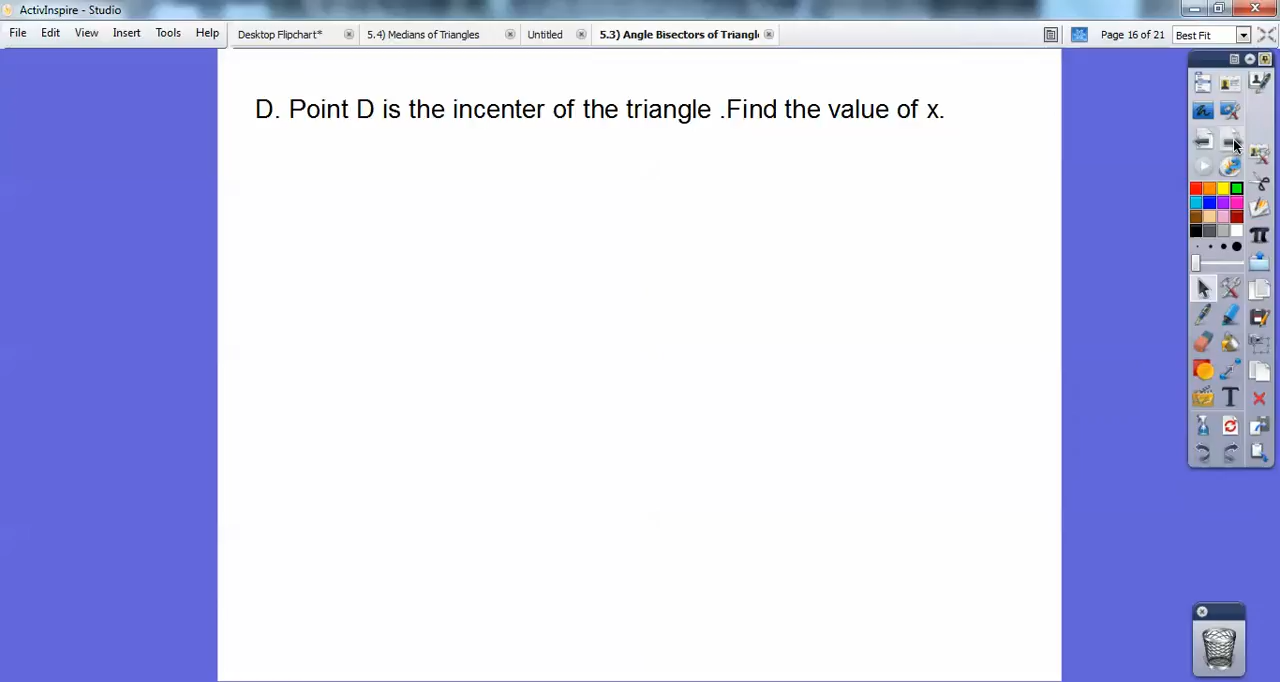 ActivInspire - Studio
File Edit View Insert Tools Help Desktop Flipchart* 5.4) Medians of Triangles Untitled 5.3) Angle Bisectors of Triangl Page 16 of 21 Best Fit
D. Point D is the incenter of the triangle .Find the value of x.